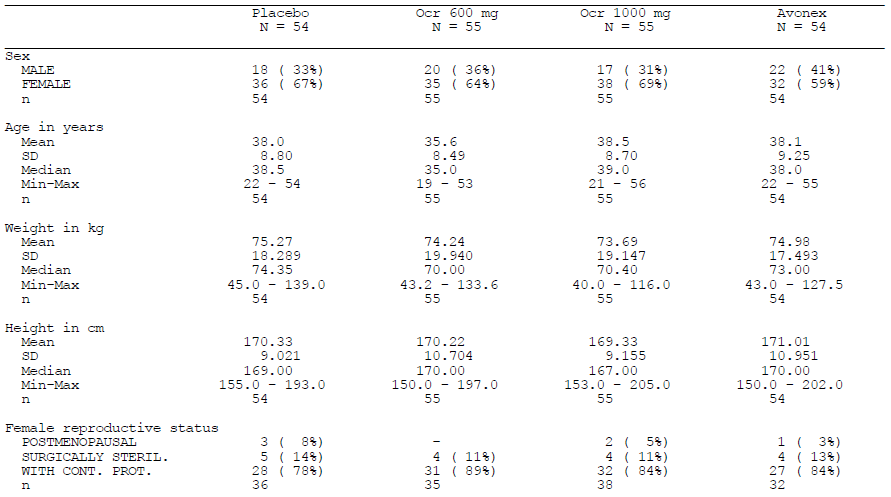 Placebo Ocr 600 mg Ocr 1000 mg Avonex
N = 54 N = 55 N = 55 N = 54
Sex
MALE 18 ( 33%) 20 ( 36%) 17 ( 31%) 22 ( 41%)
FEMALE 36 ( 67%) 35 ( 64%) 38 ( 69%) 32 ( 59%)
n 54 55 55 54
Age in years
Mean 38.0 35.6 38.5 38.1
SD 8.80 8.49 8.70 9.25
Median 38.5 35.0 39.0 38.0
Min-Max 22 - 54 19 - 53 21 - 56 22 - 55
n 54 55 55 54
Weight in kg
Mean 75.27 74.24 73.69 74.98
SD 18.289 19.940 19.147 17.493
Median 74.35 70.00 70.40 73.00
Min-Max 45.0 - 139.0 43.2 - 133.6 40.0 - 116.0 43.0 - 127.5
n 54 55 55 54
Height in cm
Mean 170.33 170.22 169.33 171.01
SD 9.021 10.704 9.155 10.951
Median 169.00 170.00 167.00 170.00
Min-Max 155.0 - 193.0 150.0 - 197.0 153.0 - 205.0 150.0 - 202.0
n 54 55 55 54
Female reproductive status
POSTMENOPAUSAL 3 ( 8%) - 2 ( 5%) 1 ( 3%)
SURGICALLY STERIL. 5 ( 14%) 4 ( 11%) 4 ( 11%) 4 ( 13%)
WITH CONT. PROT. 28 ( 78%) 31 ( 89%) 32 ( 84%) 27 ( 84%)
n 36 35 38 32